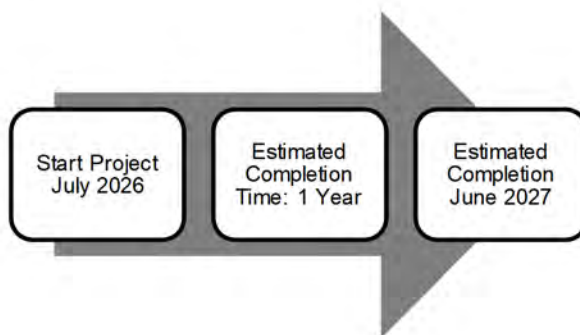 Start Project
July 2026
Estimated
Completion
Time: 1 Year
Estimated
Completion
June 2027